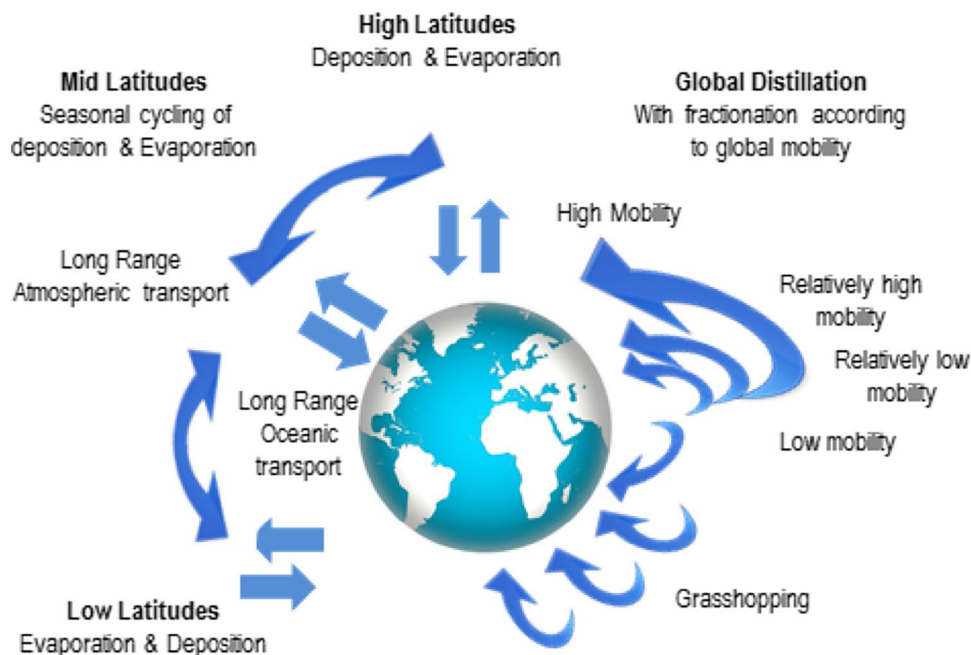 High Latitudes
Deposition & Evaporation
Mid Latitudes
Seasonal cycling of
deposition & Evaporation
Global Distillation
With fractionation according
to global mobility
High Mobility
Long Range
Atmospheric transport
Relatively high
mobility
Relatively low
mobility
Long Range
Oceanic
transport
Low mobility
Grasshopping
Low Latitudes
Evaporation & Deposition